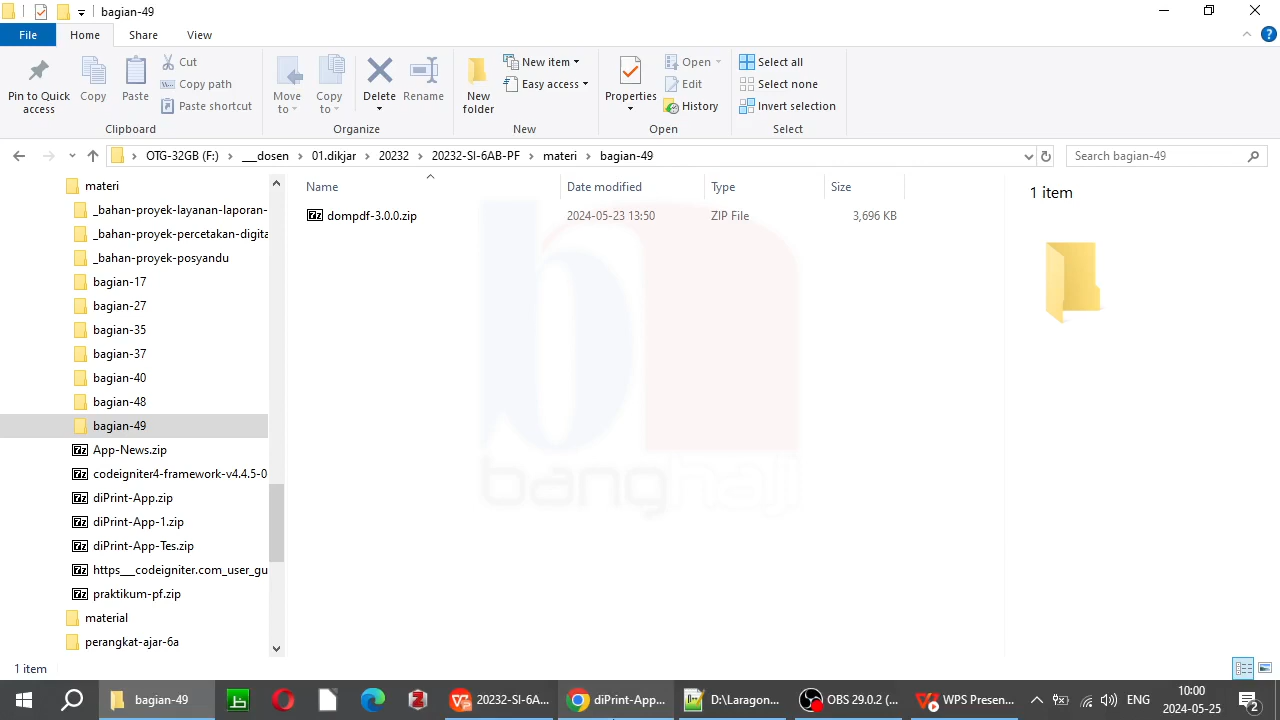 bagian-49
File Home Share View
Pin to Quick access
Copy
Paste
Cut
Copy path
Paste shortcut
Clipboard
Move to
Copy to
Delete
Rename
Organize
New folder
New item
Easy access
New
Properties
Open
Edit
History
Open
Select all
Select none
Invert selection
Select
OTG-32GB (F:) › ___dosen › 01.dikjar › 20232 › 20232-SI-6AB-PF › materi › bagian-49
Search bagian-49
materi
_bahan-proyek-layanan-laporan-
_bahan-proyek-percetakan-digita
_bahan-proyek-posyandu
bagian-17
bagian-27
bagian-35
bagian-37
bagian-40
bagian-48
bagian-49
App-News.zip
codeigniter4-framework-v4.4.5-0
diPrint-App.zip
diPrint-App-1.zip
diPrint-App-Tes.zip
https___codeigniter.com_user_gu
praktikum-pf.zip
material
perangkat-ajar-6a
Name Date modified Type Size
dompdf-3.0.0.zip 2024-05-23 13:50 ZIP File 3,696 KB
bangnaji
1 item
1 item
bagian-49
20232-SI-6A...
diPrint-App...
D:\Laragon...
OBS 29.0.2 (...
WPS Presen...
ENG
10:00
2024-05-25
2